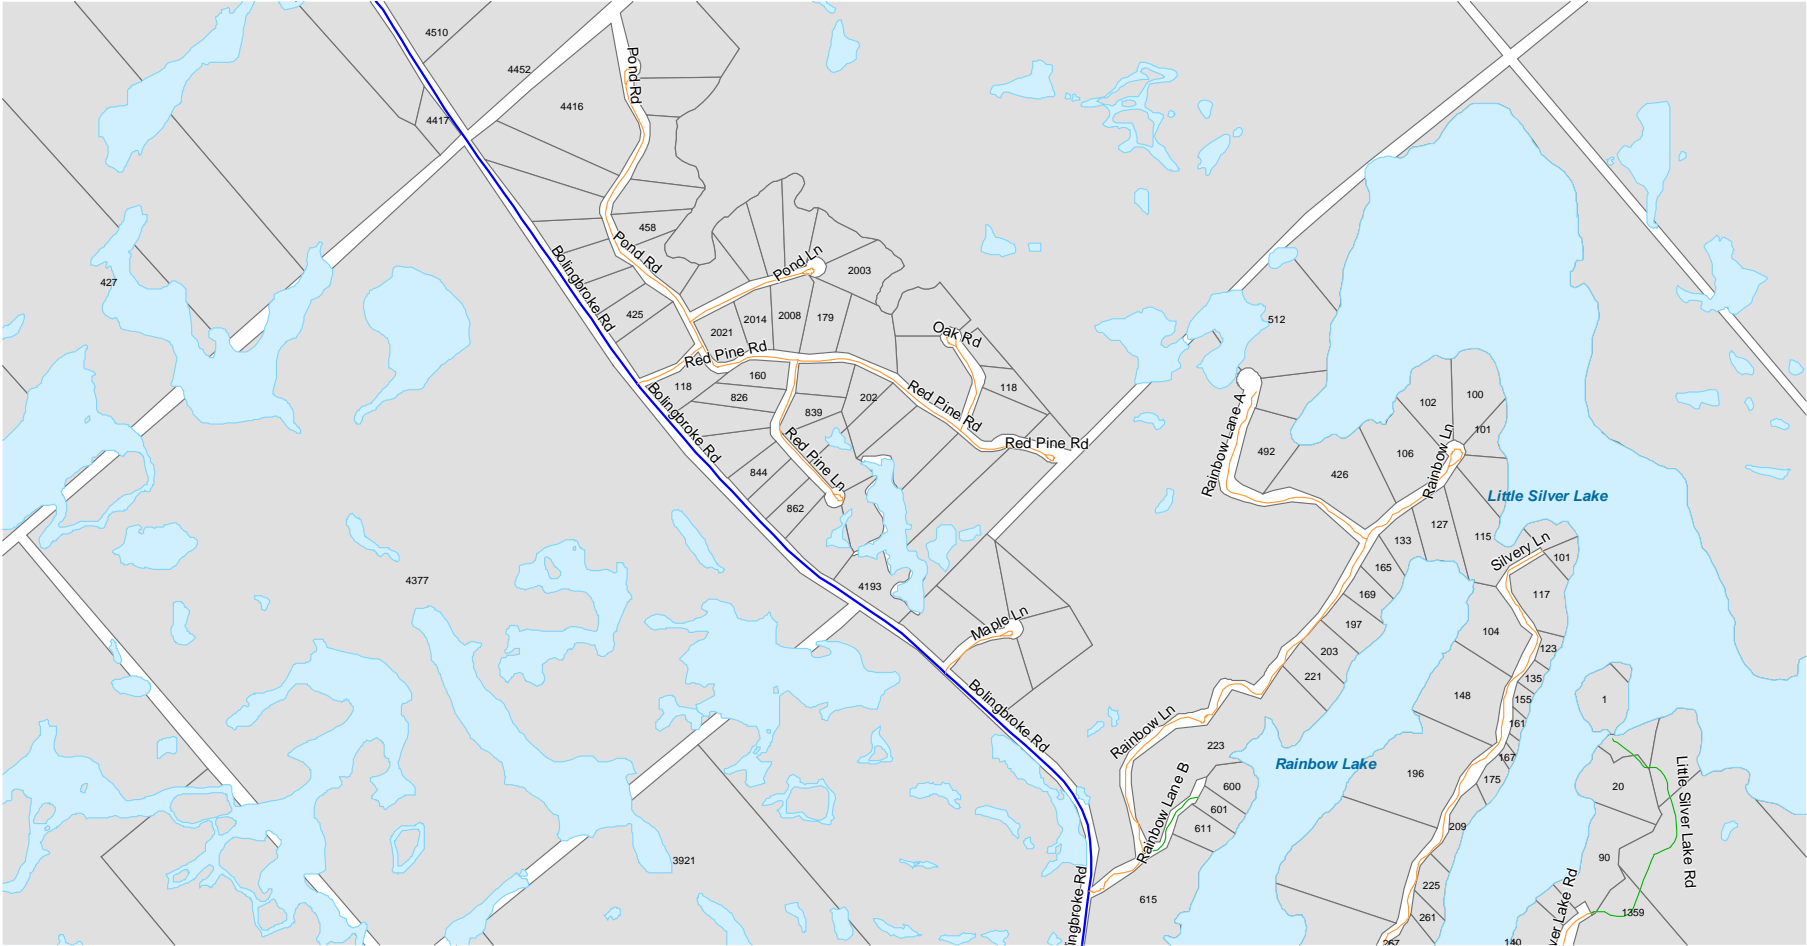 4510
4452
4416
4417
Pond Rd
458
Pond Rd
Bolingbroke Rd
427
425
Pond Ln
2003
2021
2014
2008
179
Oak Rd
512
Red Pine Rd
118
160
826
839
202
118
Red Pine Rd
Red Pine Rd
Bolingbroke Rd
Red Pine Ln
844
862
Rainbow Lane A
492
426
102
100
101
106
Rainbow Ln
Little Silver Lake
127
115
133
Silvery Ln
101
4377
4193
165
169
117
197
104
Maple Ln
203
123
221
135
148
155
1
Bolingbroke Rd
161
Rainbow Ln
223
167
Rainbow Lake
196
175
600
601
611
20
Little Silver Lake Rd
Rainbow Lane B
209
3921
90
615
225
261
1359
ingbroke Rd
ver Lake Rd
267
140